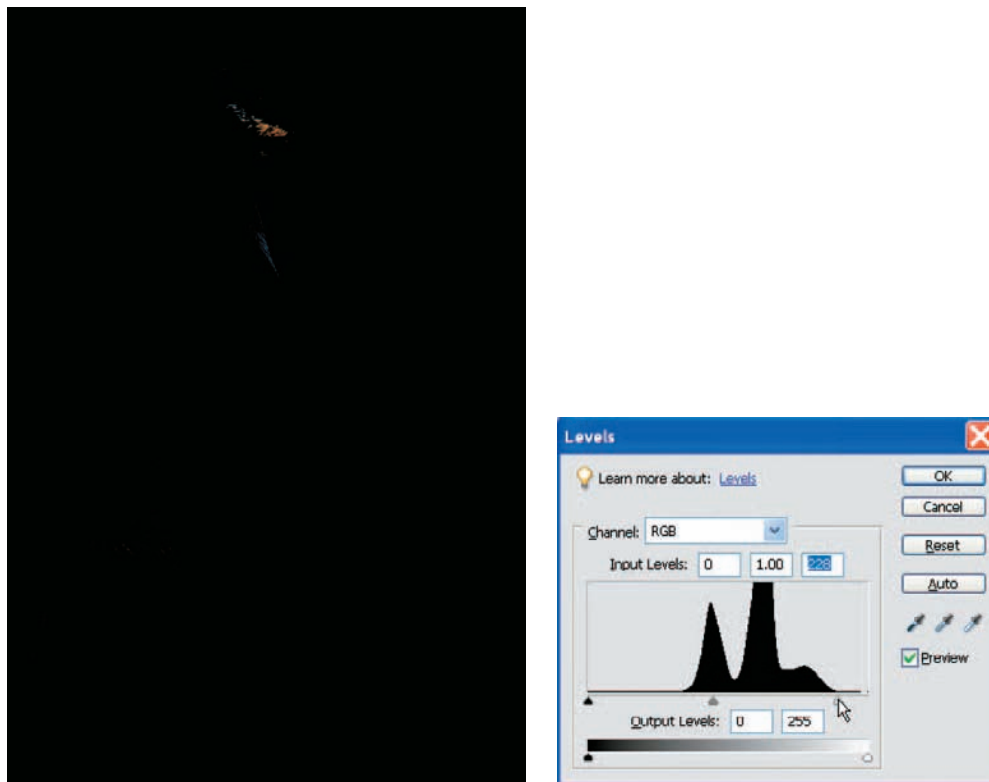 Levels
Learn more about: Levels
OK
Cancel
Channel: RGB
Reset
Input Levels: 0 1.00 228
Auto
Preview
Output Levels: 0 255